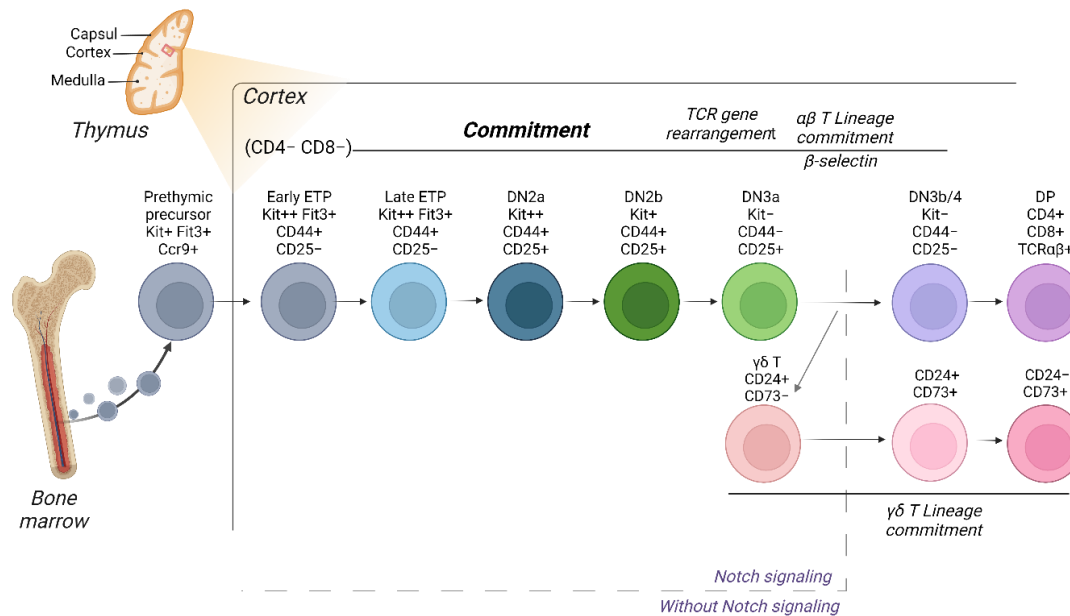 Capsul
Cortex
Medulla
Thymus
Cortex
(CD4− CD8−)
Commitment
TCR gene
rearrangement
αβ T Lineage
commitment
β-selectin
Prethymic
precursor
Kit+ Fit3+
Ccr9+
Early ETP
Kit++ Fit3+
CD44+
CD25−
Late ETP
Kit++ Fit3+
CD44+
CD25−
DN2a
Kit++
CD44+
CD25+
DN2b
Kit+
CD44+
CD25+
DN3a
Kit−
CD44−
CD25+
DN3b/4
Kit−
CD44−
CD25−
DP
CD4+
CD8+
TCRαβ+
γδ T
CD24+
CD73−
CD24+
CD73+
CD24−
CD73+
Bone
marrow
γδ T Lineage
commitment
Notch signaling
Without Notch signaling